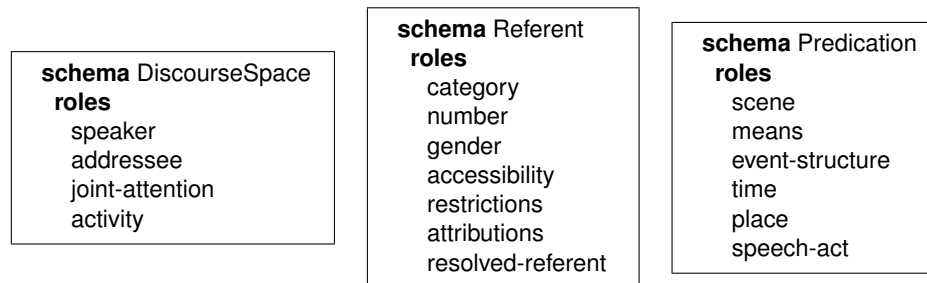 schema DiscourseSpace
roles
speaker
addressee
joint-attention
activity
schema Referent
roles
category
number
gender
accessibility
restrictions
attributions
resolved-referent
schema Predication
roles
scene
means
event-structure
time
place
speech-act